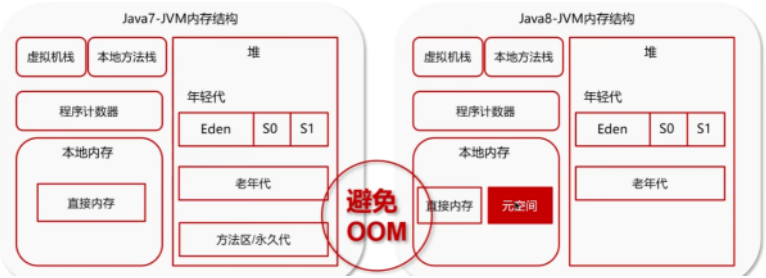 Java7-JVM内存结构
虚拟机栈
本地方法栈
堆
程序计数器
年轻代
Eden
S0
S1
本地内存
直接内存
老年代
方法区/永久代
避免
OOM
Java8-JVM内存结构
虚拟机栈
本地方法栈
堆
程序计数器
年轻代
Eden
S0
S1
本地内存
直接内存
元空间
老年代